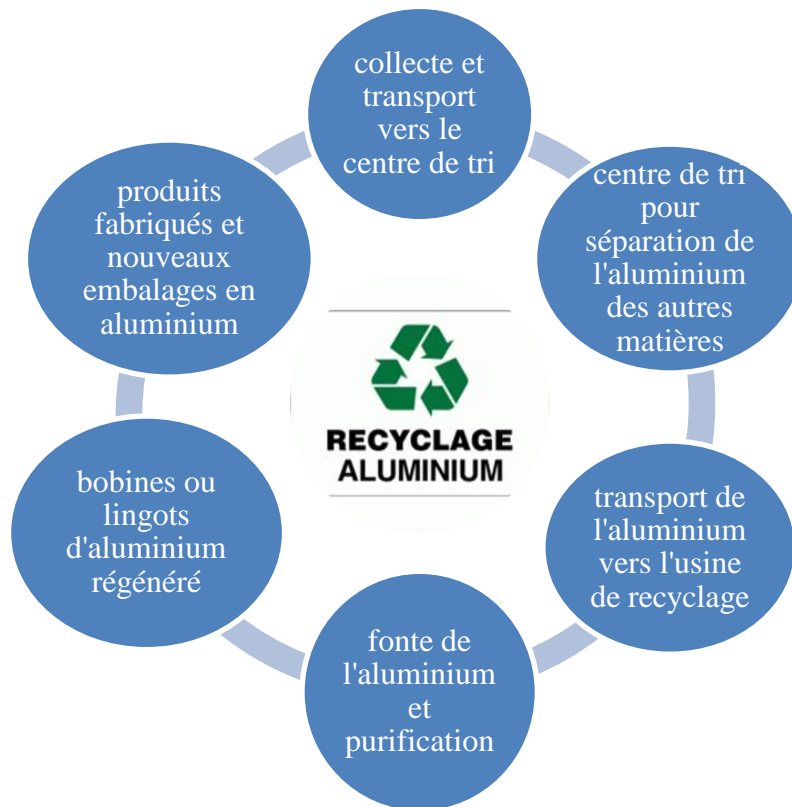 collecte et
transport
vers le
centre de tri
centre de tri
pour
séparation de
l'aluminium
des autres
matières
transport de
l'aluminium
vers l'usine
de recyclage
fonte de
l'aluminium
et
purification
bobines ou
lingots
d'aluminium
régénéré
produits
fabriqués et
nouveaux
embalages en
aluminium
RECYCLAGE
ALUMINIUM